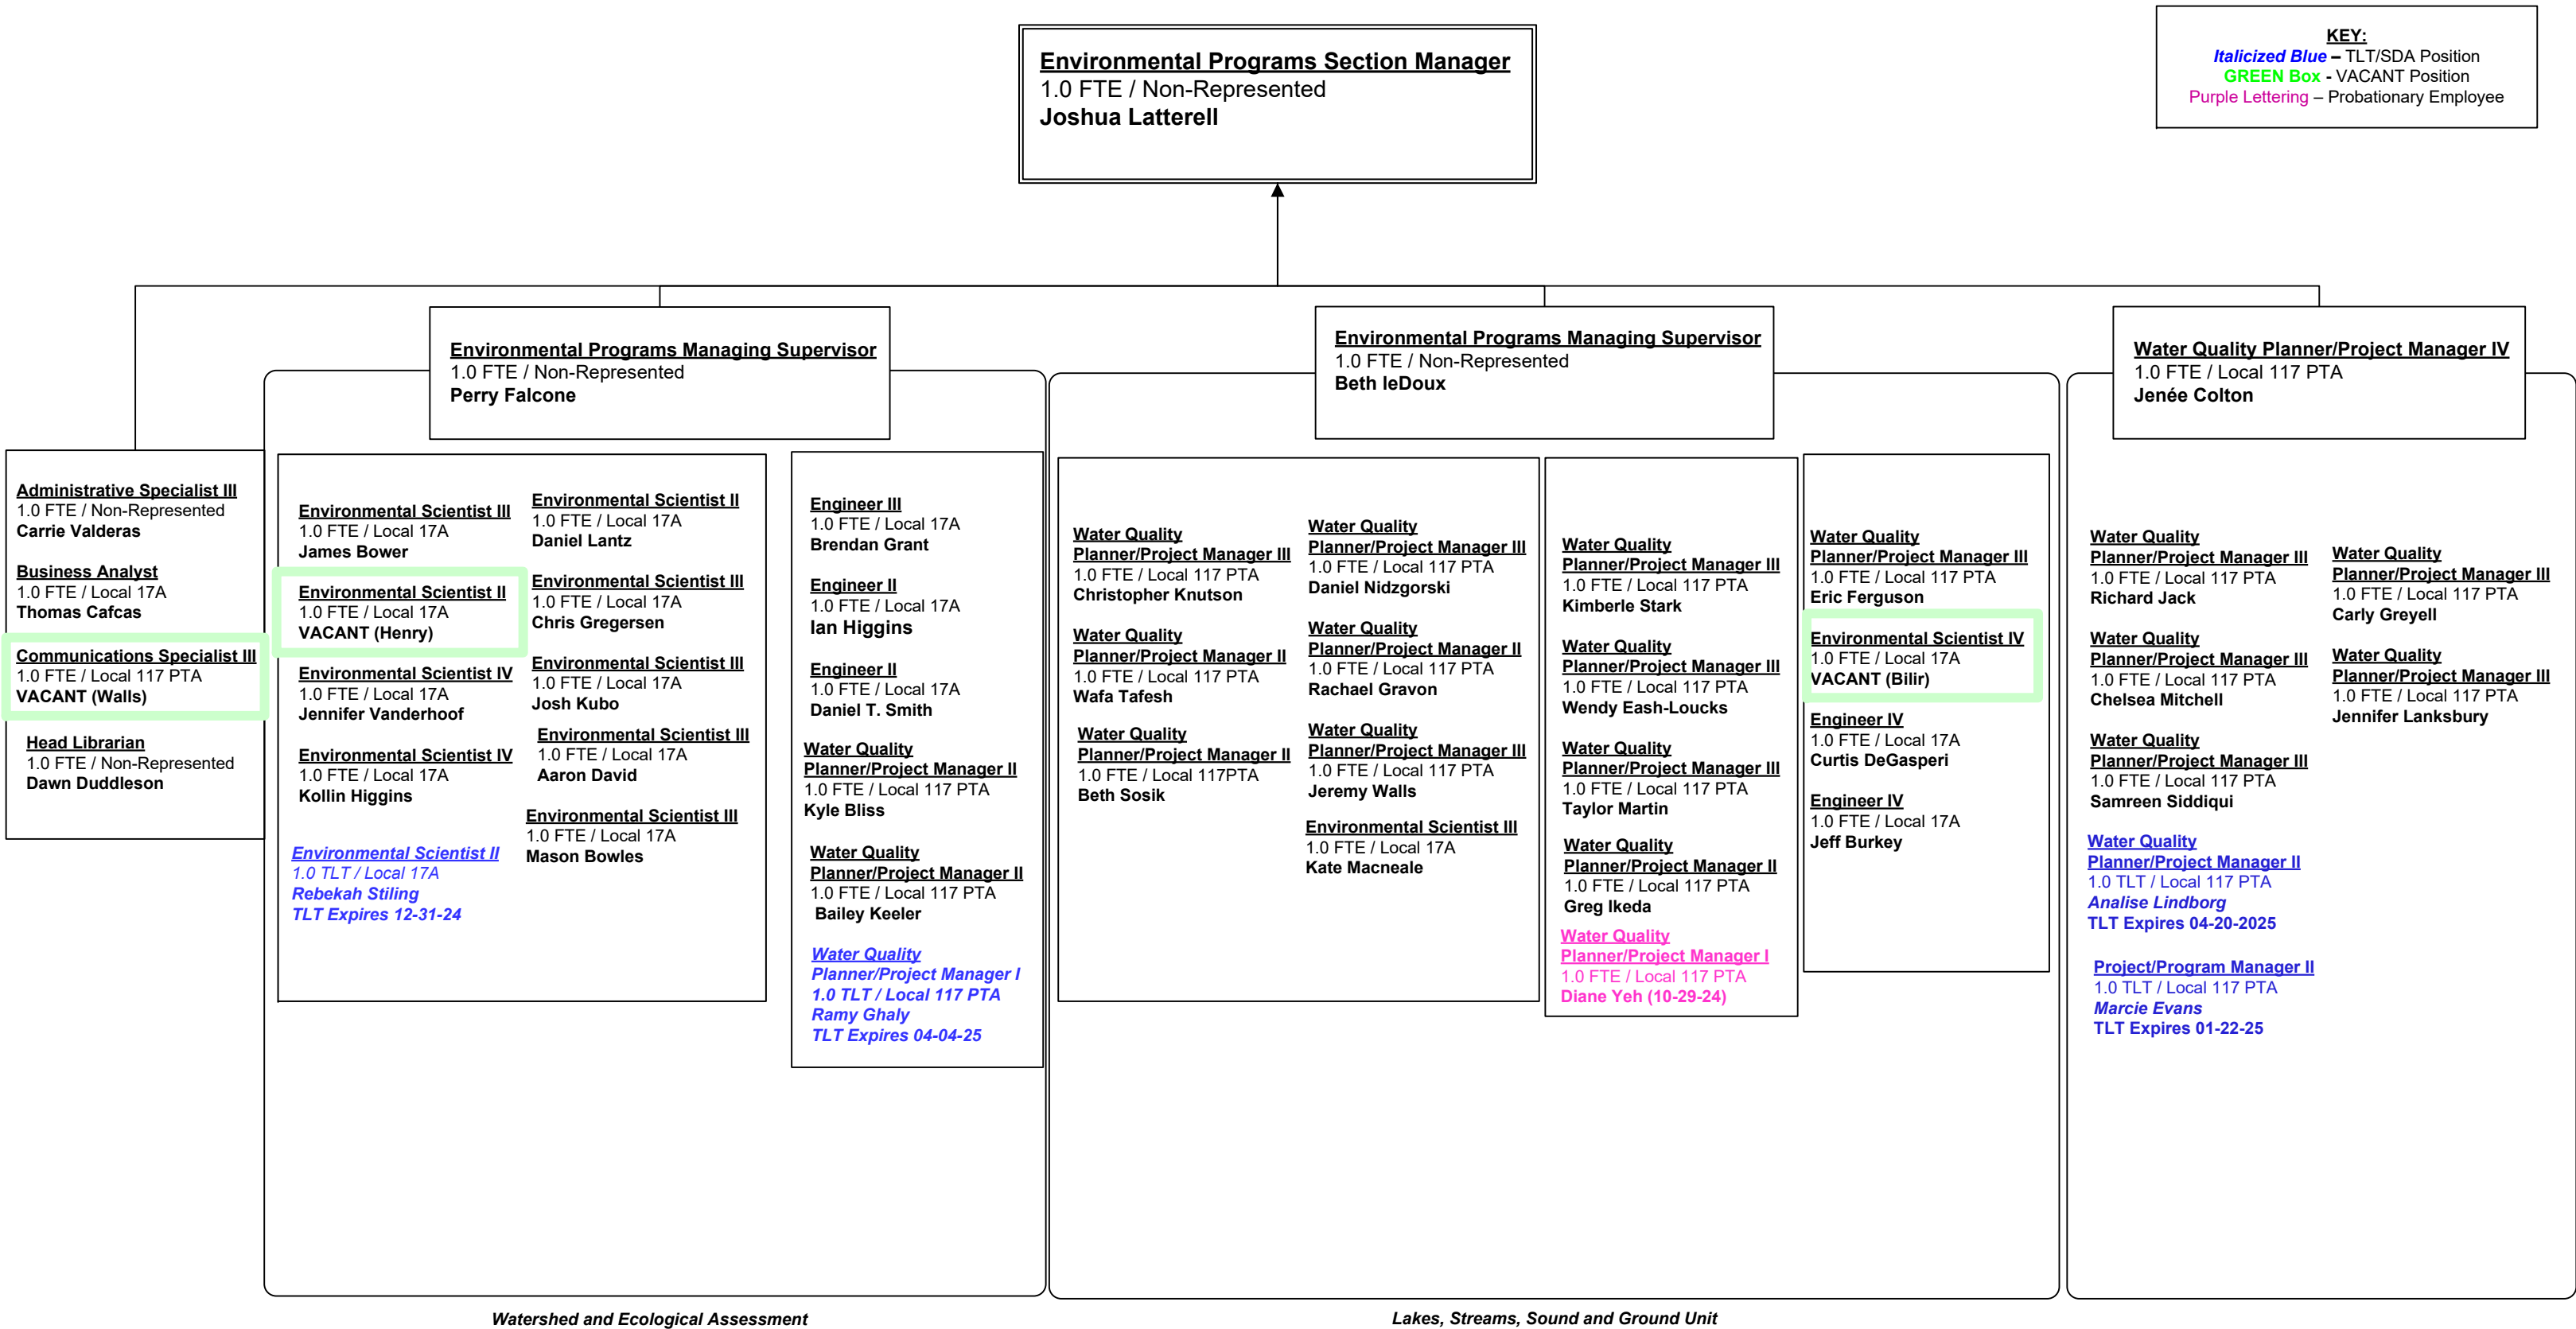 KEY:
Italicized Blue – TLT/SDA Position
GREEN Box - VACANT Position
Purple Lettering – Probationary Employee
Environmental Programs Section Manager
1.0 FTE / Non-Represented
Joshua Latterell
Environmental Programs Managing Supervisor
1.0 FTE / Non-Represented
Perry Falcone
Environmental Programs Managing Supervisor
1.0 FTE / Non-Represented
Beth leDoux
Water Quality Planner/Project Manager IV
1.0 FTE / Local 117 PTA
Jenée Colton
Administrative Specialist III
1.0 FTE / Non-Represented
Carrie Valderas
Business Analyst
1.0 FTE / Local 17A
Thomas Cafcas
Communications Specialist III
1.0 FTE / Local 117 PTA
VACANT (Walls)
Head Librarian
1.0 FTE / Non-Represented
Dawn Duddleson
Environmental Scientist III
1.0 FTE / Local 17A
James Bower
Environmental Scientist II
1.0 FTE / Local 17A
VACANT (Henry)
Environmental Scientist IV
1.0 FTE / Local 17A
Jennifer Vanderhoof
Environmental Scientist IV
1.0 FTE / Local 17A
Kollin Higgins
Environmental Scientist II
1.0 TLT / Local 17A
Rebekah Stiling
TLT Expires 12-31-24
Environmental Scientist II
1.0 FTE / Local 17A
Daniel Lantz
Environmental Scientist III
1.0 FTE / Local 17A
Chris Gregersen
Environmental Scientist III
1.0 FTE / Local 17A
Josh Kubo
Environmental Scientist III
1.0 FTE / Local 17A
Aaron David
Environmental Scientist III
1.0 FTE / Local 17A
Mason Bowles
Engineer III
1.0 FTE / Local 17A
Brendan Grant
Engineer II
1.0 FTE / Local 17A
Ian Higgins
Engineer II
1.0 FTE / Local 17A
Daniel T. Smith
Water Quality
Planner/Project Manager II
1.0 FTE / Local 117 PTA
Kyle Bliss
Water Quality
Planner/Project Manager II
1.0 FTE / Local 117 PTA
Bailey Keeler
Water Quality
Planner/Project Manager I
1.0 TLT / Local 117 PTA
Ramy Ghaly
TLT Expires 04-04-25
Water Quality
Planner/Project Manager III
1.0 FTE / Local 117 PTA
Christopher Knutson
Water Quality
Planner/Project Manager II
1.0 FTE / Local 117 PTA
Wafa Tafesh
Water Quality
Planner/Project Manager II
1.0 FTE / Local 117PTA
Beth Sosik
Water Quality
Planner/Project Manager III
1.0 FTE / Local 117 PTA
Daniel Nidzgorski
Water Quality
Planner/Project Manager II
1.0 FTE / Local 117 PTA
Rachael Gravon
Water Quality
Planner/Project Manager III
1.0 FTE / Local 117 PTA
Jeremy Walls
Environmental Scientist III
1.0 FTE / Local 17A
Kate Macneale
Water Quality
Planner/Project Manager III
1.0 FTE / Local 117 PTA
Kimberle Stark
Water Quality
Planner/Project Manager III
1.0 FTE / Local 117 PTA
Wendy Eash-Loucks
Water Quality
Planner/Project Manager III
1.0 FTE / Local 117 PTA
Taylor Martin
Water Quality
Planner/Project Manager II
1.0 FTE / Local 117 PTA
Greg Ikeda
Water Quality
Planner/Project Manager I
1.0 FTE / Local 117 PTA
Diane Yeh (10-29-24)
Water Quality
Planner/Project Manager III
1.0 FTE / Local 117 PTA
Eric Ferguson
Environmental Scientist IV
1.0 FTE / Local 17A
VACANT (Bilir)
Engineer IV
1.0 FTE / Local 17A
Curtis DeGasperi
Engineer IV
1.0 FTE / Local 17A
Jeff Burkey
Water Quality
Planner/Project Manager III
1.0 FTE / Local 117 PTA
Richard Jack
Water Quality
Planner/Project Manager III
1.0 FTE / Local 117 PTA
Chelsea Mitchell
Water Quality
Planner/Project Manager III
1.0 FTE / Local 117 PTA
Samreen Siddiqui
Water Quality
Planner/Project Manager II
1.0 TLT / Local 117 PTA
Analise Lindborg
TLT Expires 04-20-2025
Project/Program Manager II
1.0 TLT / Local 117 PTA
Marcie Evans
TLT Expires 01-22-25
Water Quality
Planner/Project Manager III
1.0 FTE / Local 117 PTA
Carly Greyell
Water Quality
Planner/Project Manager III
1.0 FTE / Local 117 PTA
Jennifer Lanksbury
Watershed and Ecological Assessment
Lakes, Streams, Sound and Ground Unit